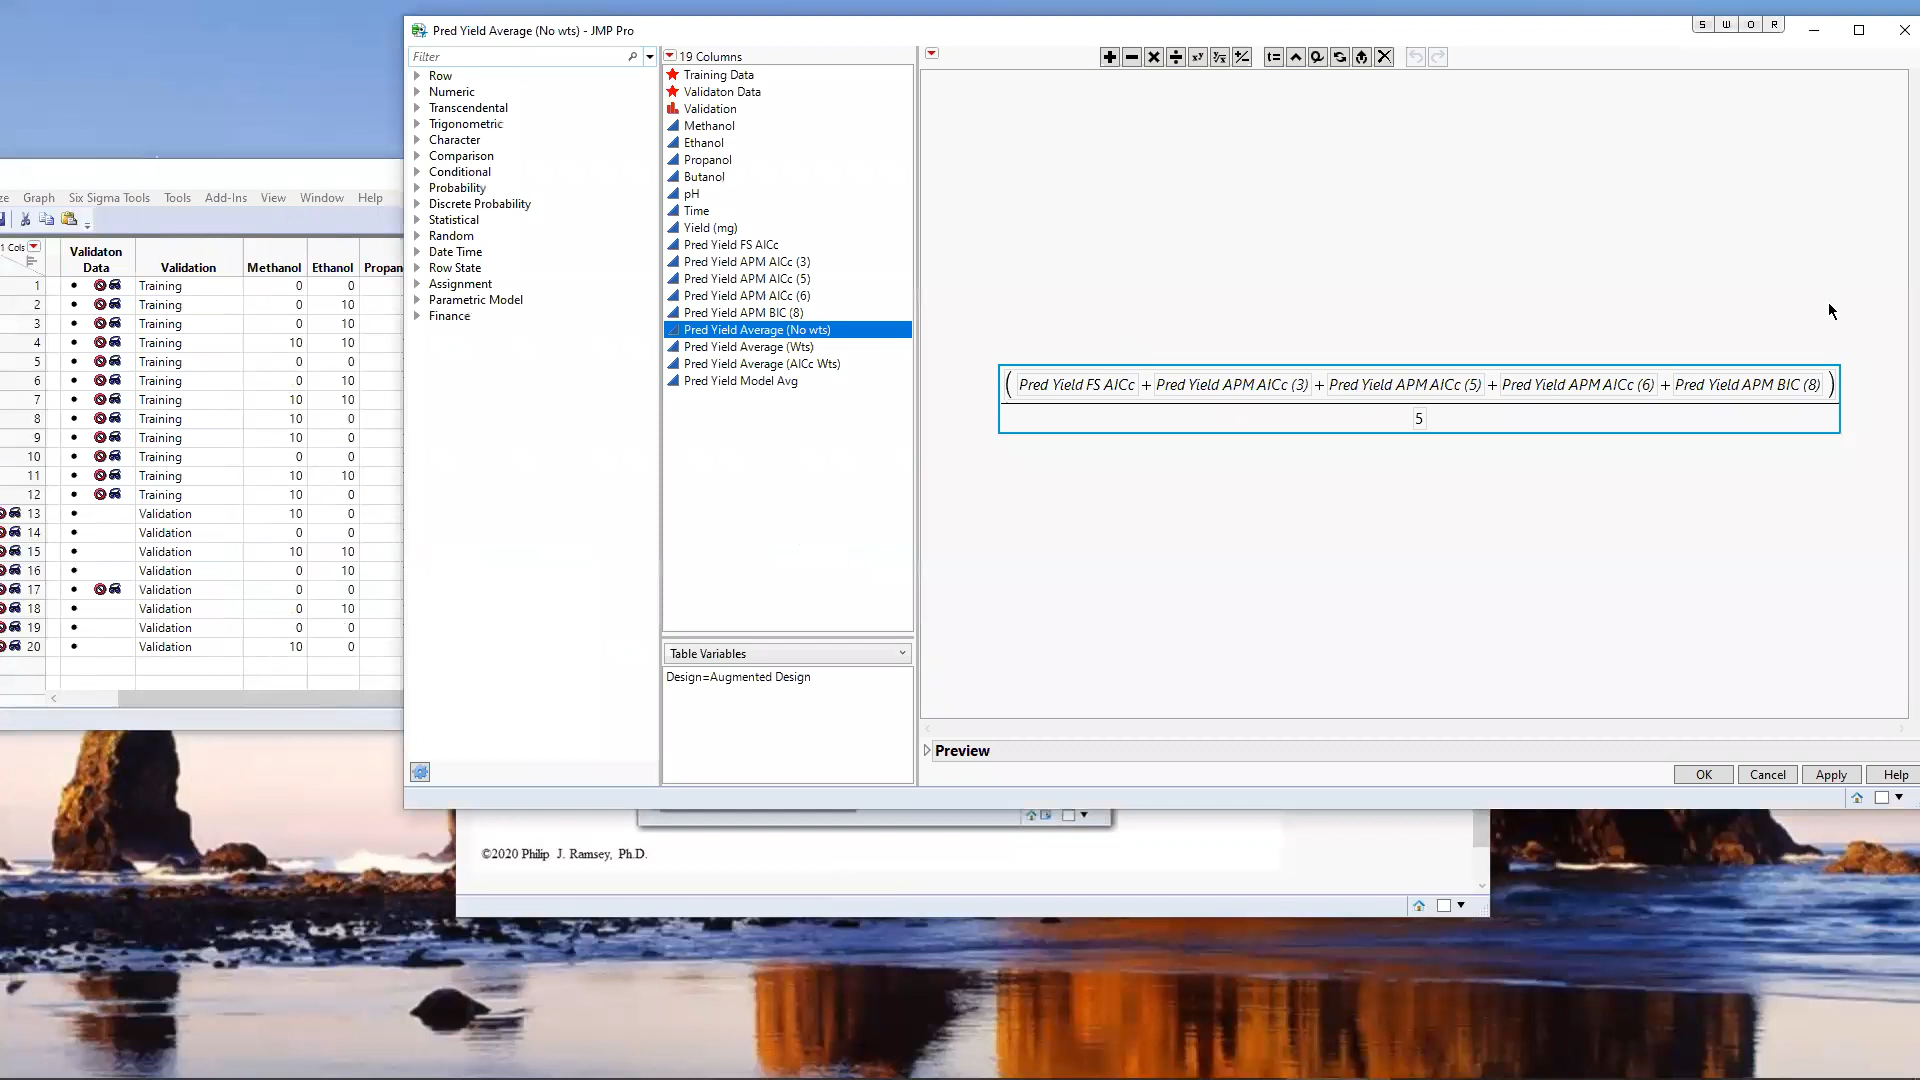 S W O R
Pred Yield Average (No wts) - JMP Pro
Filter
Row
Numeric
Transcendental
Trigonometric
Character
Comparison
Conditional
Probability
Discrete Probability
Statistical
Random
Date Time
Row State
Assignment
Parametric Model
Finance
19 Columns
Training Data
Validaton Data
Validation
Methanol
Ethanol
Propanol
Butanol
pH
Time
Yield (mg)
Pred Yield FS AICc
Pred Yield APM AICc (3)
Pred Yield APM AICc (5)
Pred Yield APM AICc (6)
Pred Yield APM BIC (8)
Pred Yield Average (No wts)
Pred Yield Average (Wts)
Pred Yield Average (AICc Wts)
Pred Yield Model Avg
Table Variables
Design=Augmented Design
t=
( Pred Yield FS AICc + Pred Yield APM AICc (3) + Pred Yield APM AICc (5) + Pred Yield APM AICc (6) + Pred Yield APM BIC (8) )
5
Preview
OK Cancel Apply Help
ze Graph Six Sigma Tools Tools Add-Ins View Window Help
1 Cols
Validaton Data Validation Methanol Ethanol Propan
1 Training 0 0
2 Training 0 10
3 Training 0 10
4 Training 10 10
5 Training 0 0
6 Training 0 10
7 Training 10 10
8 Training 10 0
9 Training 10 0
10 Training 0 0
11 Training 10 10
12 Training 10 0
13 Validation 10 0
14 Validation 0 0
15 Validation 10 10
16 Validation 0 10
17 Validation 0 0
18 Validation 0 10
19 Validation 0 0
20 Validation 10 0
©2020 Philip J. Ramsey, Ph.D.